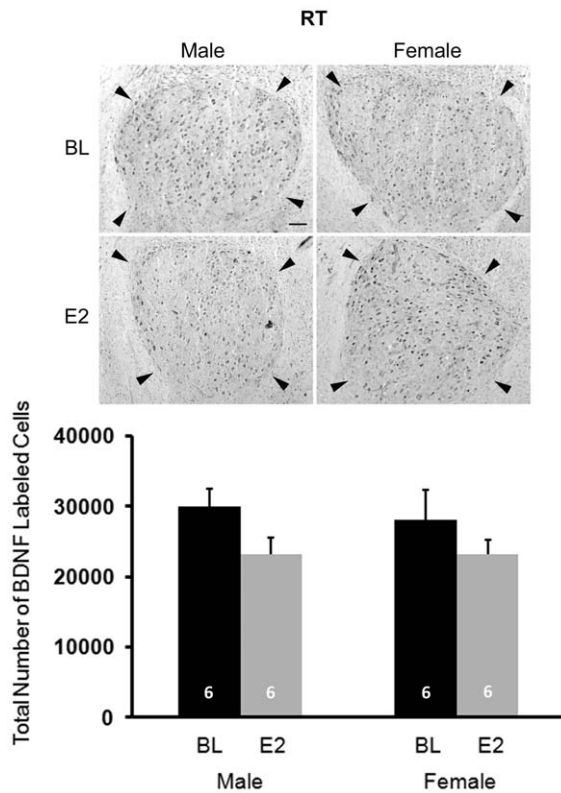 RT
Male Female
BL
E2
Total Number of BDNF Labeled Cells
40000
30000
20000
10000
0
6 6 6 6
BL E2 BL E2
Male Female